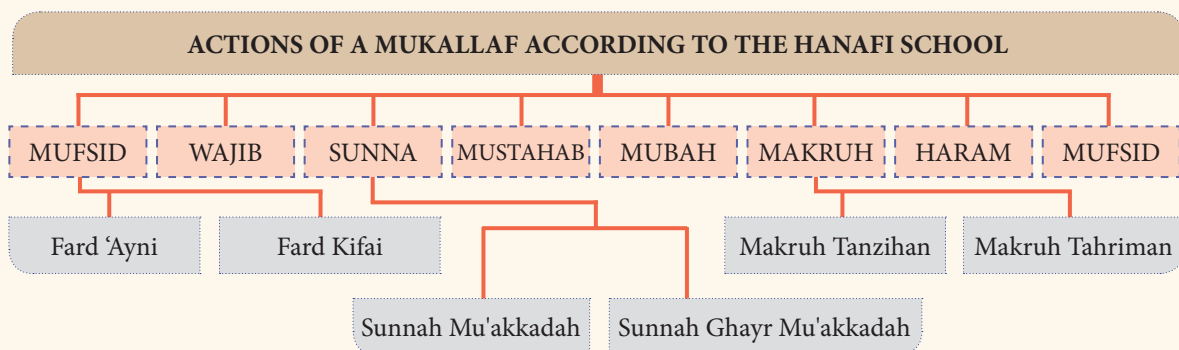 ACTIONS OF A MUKALLAF ACCORDING TO THE HANAFI SCHOOL
MUFSID
WAJIB
SUNNA
MUSTAHAB
MUBAH
MAKRUH
HARAM
MUFSID
Fard ‘Ayni
Fard Kifai
Makruh Tanzihan
Makruh Tahriman
Sunnah Mu'akkadah
Sunnah Ghayr Mu'akkadah